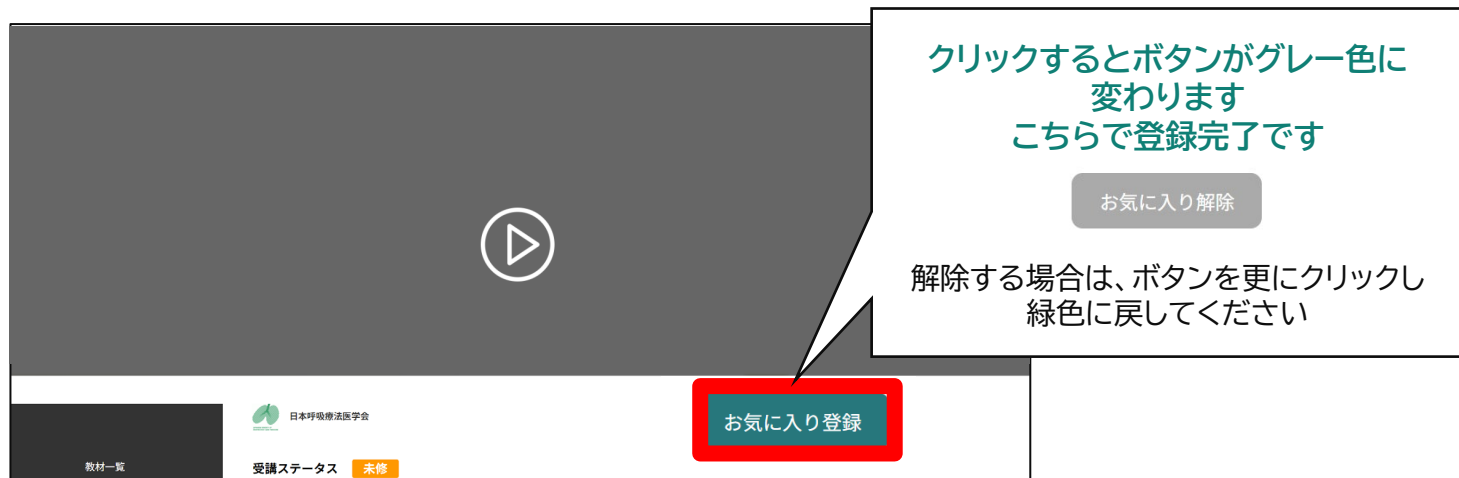 クリックするとボタンがグレー色に
変わります
こちらで登録完了です
お気に入り解除
解除する場合は、ボタンを更にクリックし
緑色に戻してください
日本呼吸療法医学会
お気に入り登録
教材一覧
受講ステータス 未修